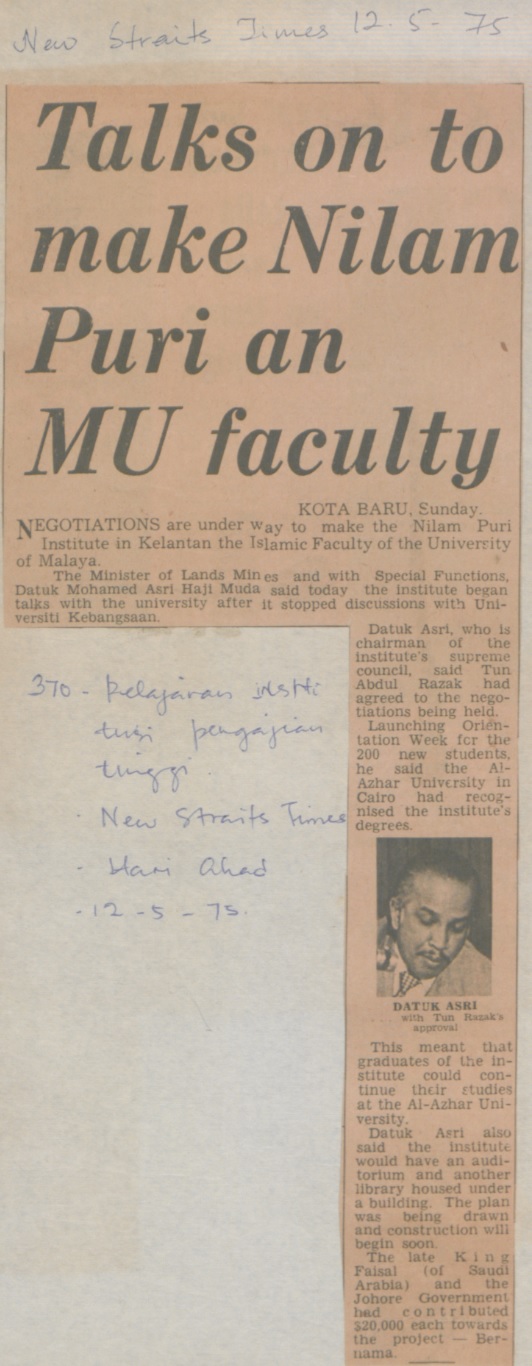 New Straits Times 12. 5 - 75
Talks on to
make Nilam
Puri an
MU faculty
KOTA BARU, Sunday.
NEGOTIATIONS are under way to make the Nilam Puri
Institute in Kelantan the Islamic Faculty of the University
of Malaya.
The Minister of Lands Mines and with Special Functions,
Datuk Mohamed Asri Haji Muda said today the institute began
talks with the university after it stopped discussions with Uni-
versiti Kebangsaan.
Datuk Asri, who is
chairman of the
institute's supreme
council, said Tun
Abdul Razak had
agreed to the nego-
tiations being held.
Launching Orien-
tation Week for the
200 new students,
he said the Al-
Azhar University in
Cairo had recog-
nised the institute's
degrees.
DATUK ASRI
.... with Tun Razak's
approval
This meant that
graduates of the in-
stitute could con-
tinue their studies
at the Al-Azhar Uni-
versity.
Datuk Asri also
said the institute
would have an audi-
torium and another
library housed under
a building. The plan
was being drawn
and construction will
begin soon.
The late King
Faisal (of Saudi
Arabia) and the
Johore Government
had contributed
$20,000 each towards
the project — Ber-
nama.
370 - Pelajaran insti
tusi pengajian
tinggi.
- New Straits Times
- Hari Ahad
- 12 - 5 - 75.